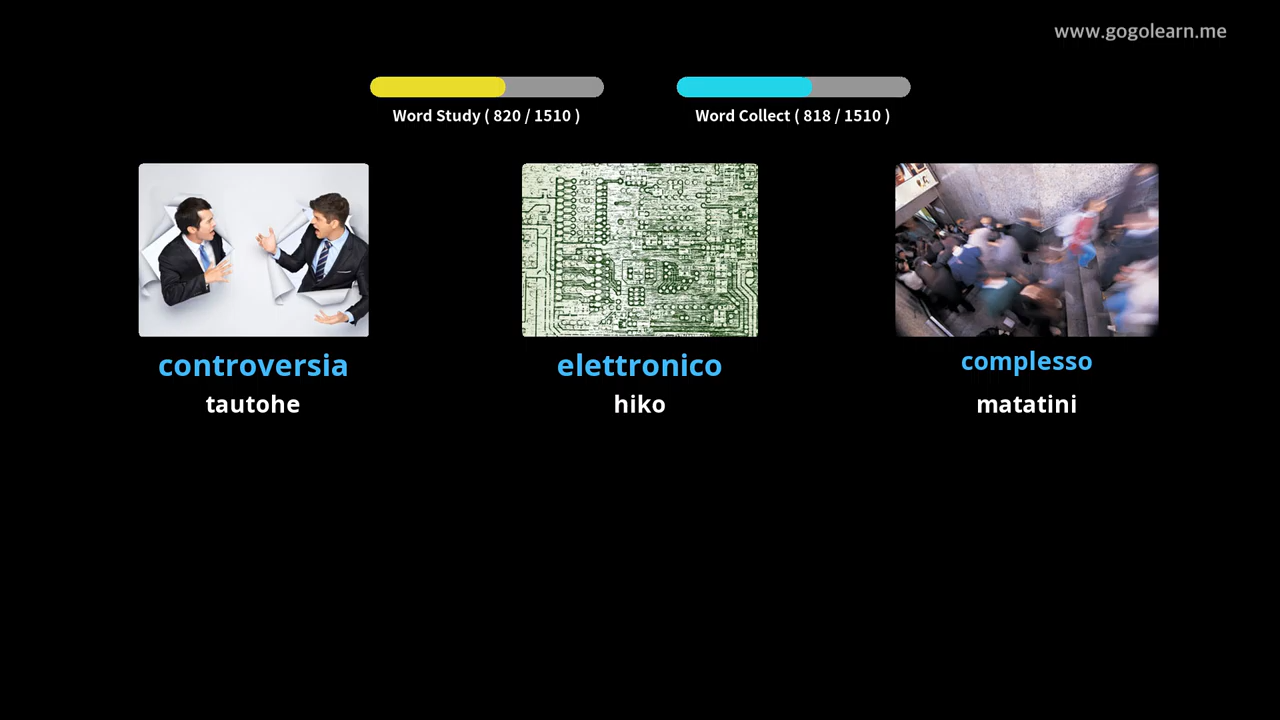 www.gogolearn.me
Word Study ( 820 / 1510 )
Word Collect ( 818 / 1510 )
controversia
tautohe
elettronico
hiko
complesso
matatini